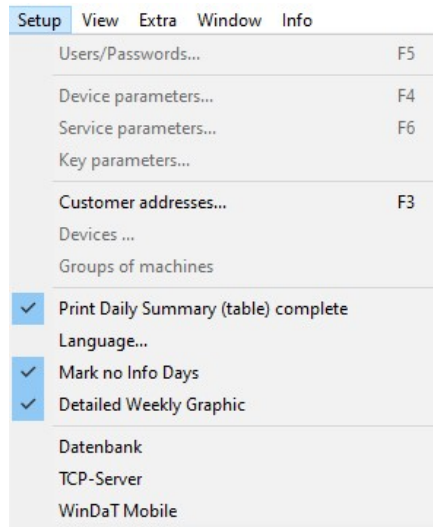 Setup View Extra Window Info
Users/Passwords... F5
Device parameters... F4
Service parameters... F6
Key parameters...
Customer addresses... F3
Devices ...
Groups of machines
Print Daily Summary (table) complete
Language...
Mark no Info Days
Detailed Weekly Graphic
Datenbank
TCP-Server
WinDaT Mobile